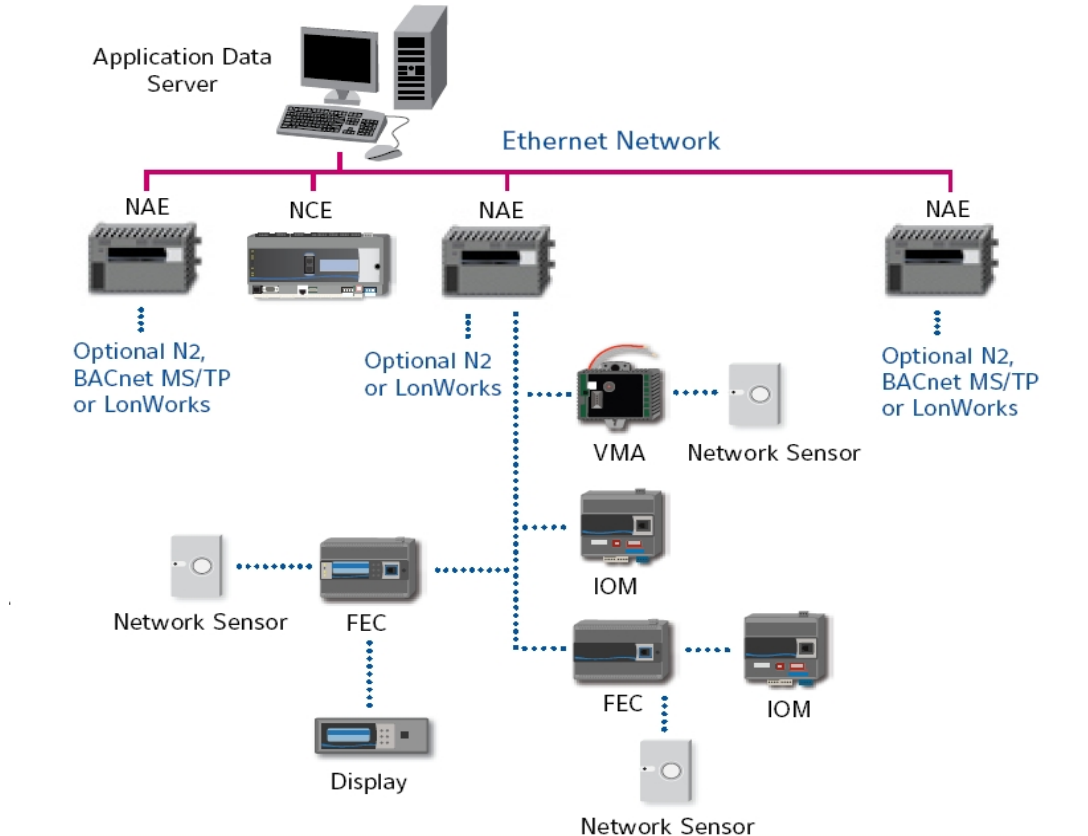 Application Data
Server
Ethernet Network
NAE
NCE
NAE
NAE
Optional N2,
BACnet MS/TP
or LonWorks
Optional N2
or LonWorks
Optional N2,
BACnet MS/TP
or LonWorks
VMA
Network Sensor
IOM
Network Sensor
FEC
FEC
IOM
Display
Network Sensor